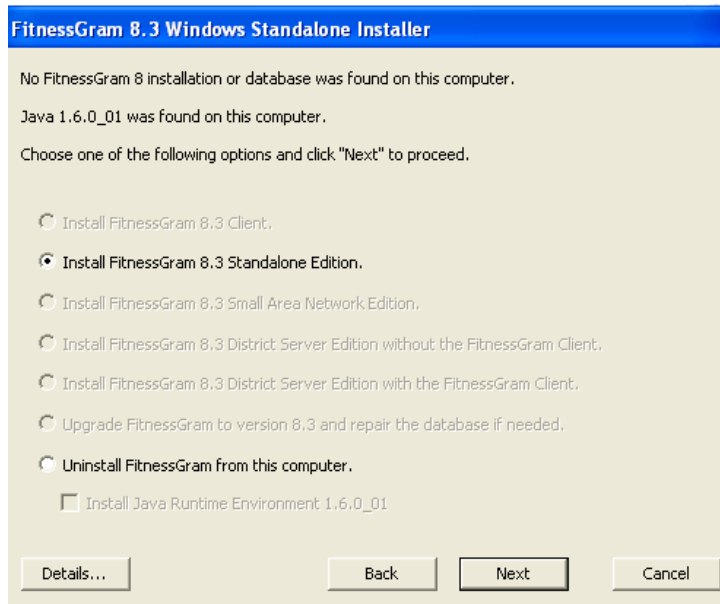 FitnessGram 8.3 Windows Standalone Installer
No FitnessGram 8 installation or database was found on this computer.
Java 1.6.0_01 was found on this computer.
Choose one of the following options and click "Next" to proceed.
Install FitnessGram 8.3 Client.
Install FitnessGram 8.3 Standalone Edition.
Install FitnessGram 8.3 Small Area Network Edition.
Install FitnessGram 8.3 District Server Edition without the FitnessGram Client.
Install FitnessGram 8.3 District Server Edition with the FitnessGram Client.
Upgrade FitnessGram to version 8.3 and repair the database if needed.
Uninstall FitnessGram from this computer.
Install Java Runtime Environment 1.6.0_01
Details... Back Next Cancel